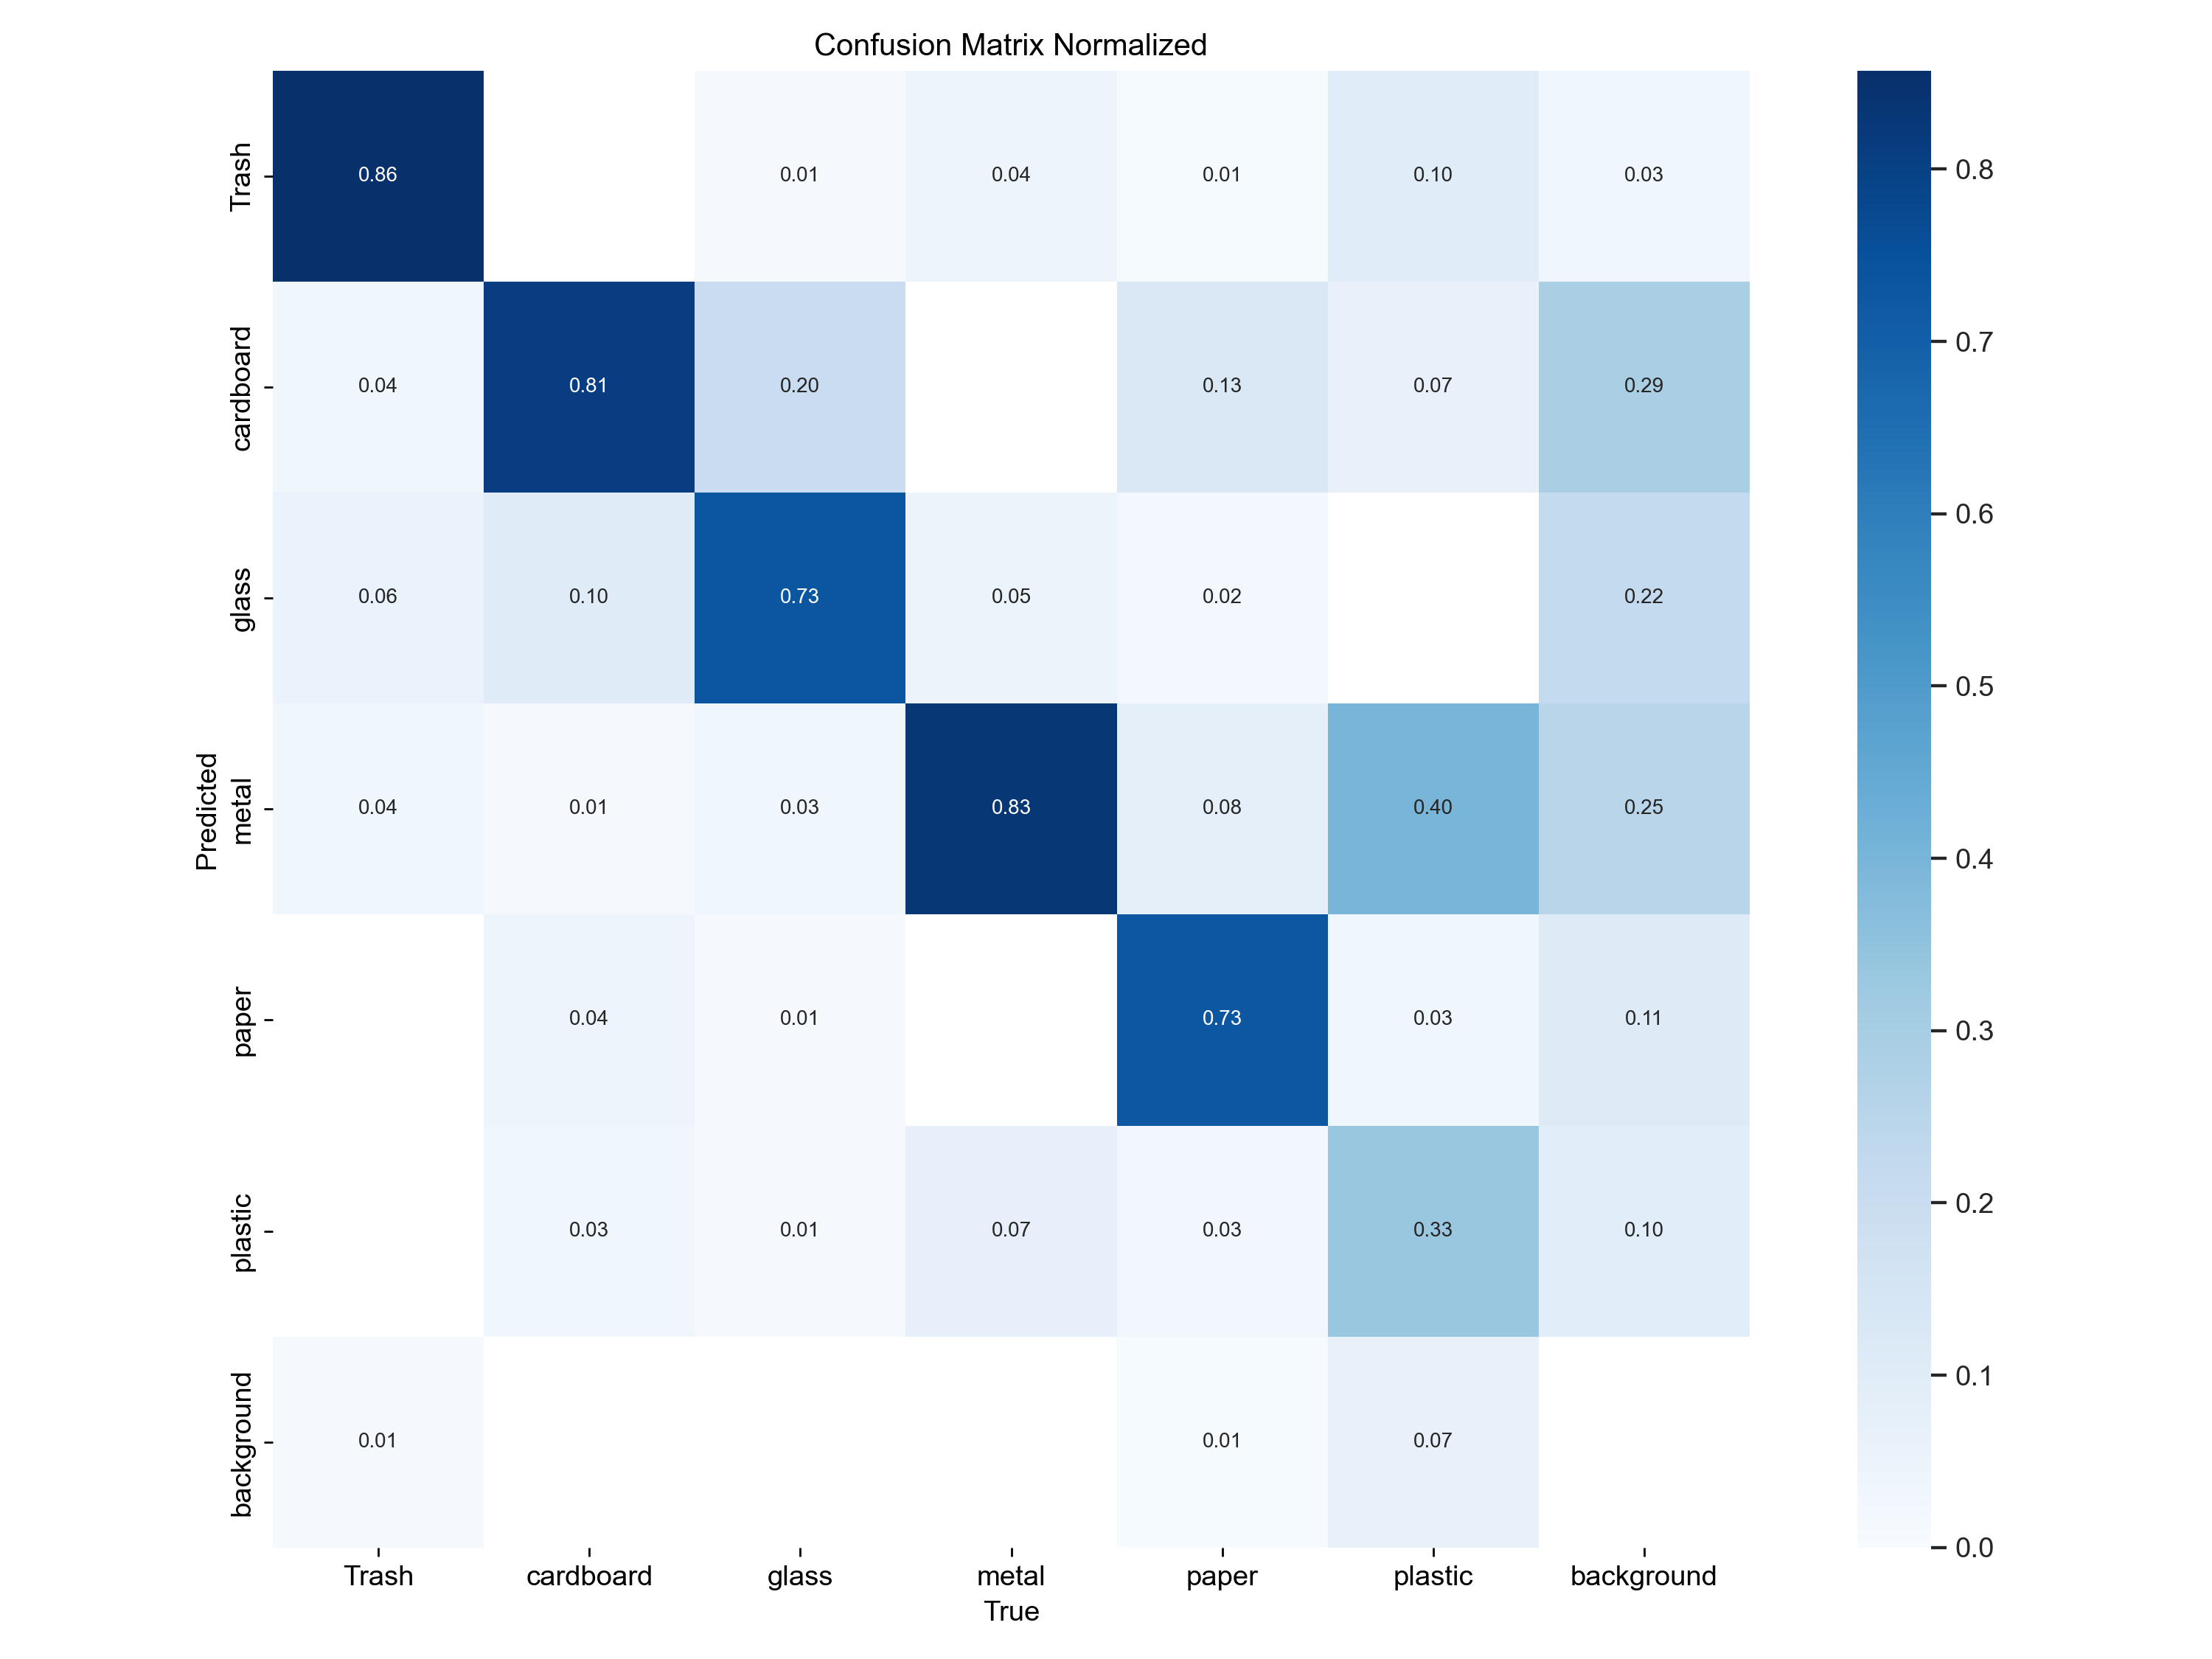 Confusion Matrix Normalized
Trash 0.86 0.01 0.04 0.01 0.10 0.03
cardboard 0.04 0.81 0.20 0.13 0.07 0.29
glass 0.06 0.10 0.73 0.05 0.02 0.22
Predicted
metal 0.04 0.01 0.03 0.83 0.08 0.40 0.25
paper 0.04 0.01 0.73 0.03 0.11
plastic 0.03 0.01 0.07 0.03 0.33 0.10
background 0.01 0.01 0.07
Trash cardboard glass metal paper plastic background
True
0.8
0.7
0.6
0.5
0.4
0.3
0.2
0.1
0.0